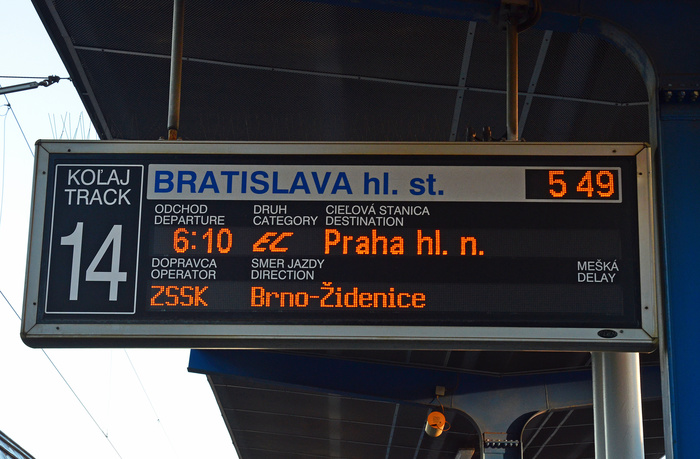 KOĽAJ
TRACK
14
BRATISLAVA hl. st.
5 49
ODCHOD DRUH CIEĽOVÁ STANICA
DEPARTURE CATEGORY DESTINATION
6:10 EC Praha hl. n.
DOPRAVCA SMER JAZDY MEŠKÁ
OPERATOR DIRECTION DELAY
ZSSK Brno-Židenice